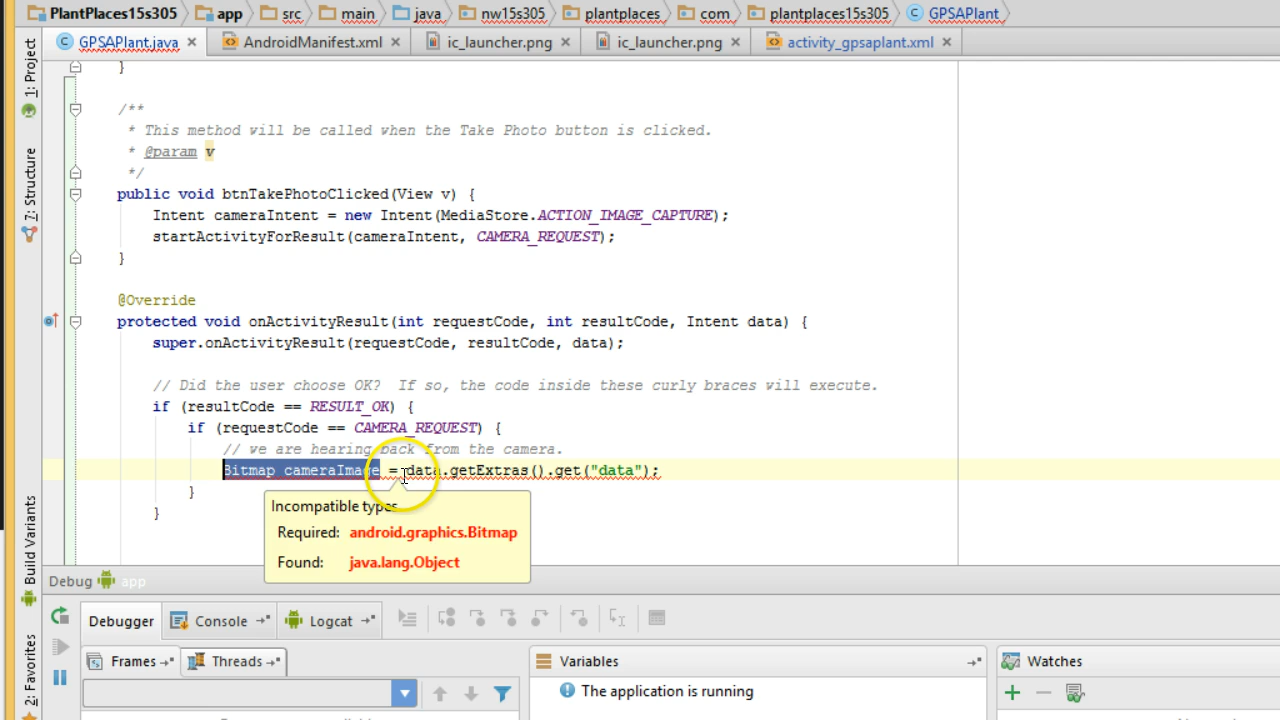 PlantPlaces15s305 app src main java nw15s305 plantplaces com plantplaces15s305 GPSAPlant
GPSAPlant.java AndroidManifest.xml ic_launcher.png ic_launcher.png activity_gpsaplant.xml
1: Project
7: Structure
Build Variants
2: Favorites
}
/**
* This method will be called when the Take Photo button is clicked.
* @param v
*/
public void btnTakePhotoClicked(View v) {
Intent cameraIntent = new Intent(MediaStore.ACTION_IMAGE_CAPTURE);
startActivityForResult(cameraIntent, CAMERA_REQUEST);
}
@Override
protected void onActivityResult(int requestCode, int resultCode, Intent data) {
super.onActivityResult(requestCode, resultCode, data);
// Did the user choose OK?  If so, the code inside these curly braces will execute.
if (resultCode == RESULT_OK) {
if (requestCode == CAMERA_REQUEST) {
// we are hearing back from the camera.
Bitmap cameraImage = data.getExtras().get("data");
}
}
Incompatible types.
Required: android.graphics.Bitmap
Found: java.lang.Object
Debug app
Debugger Console Logcat
Frames Threads
Variables
The application is running
Watches